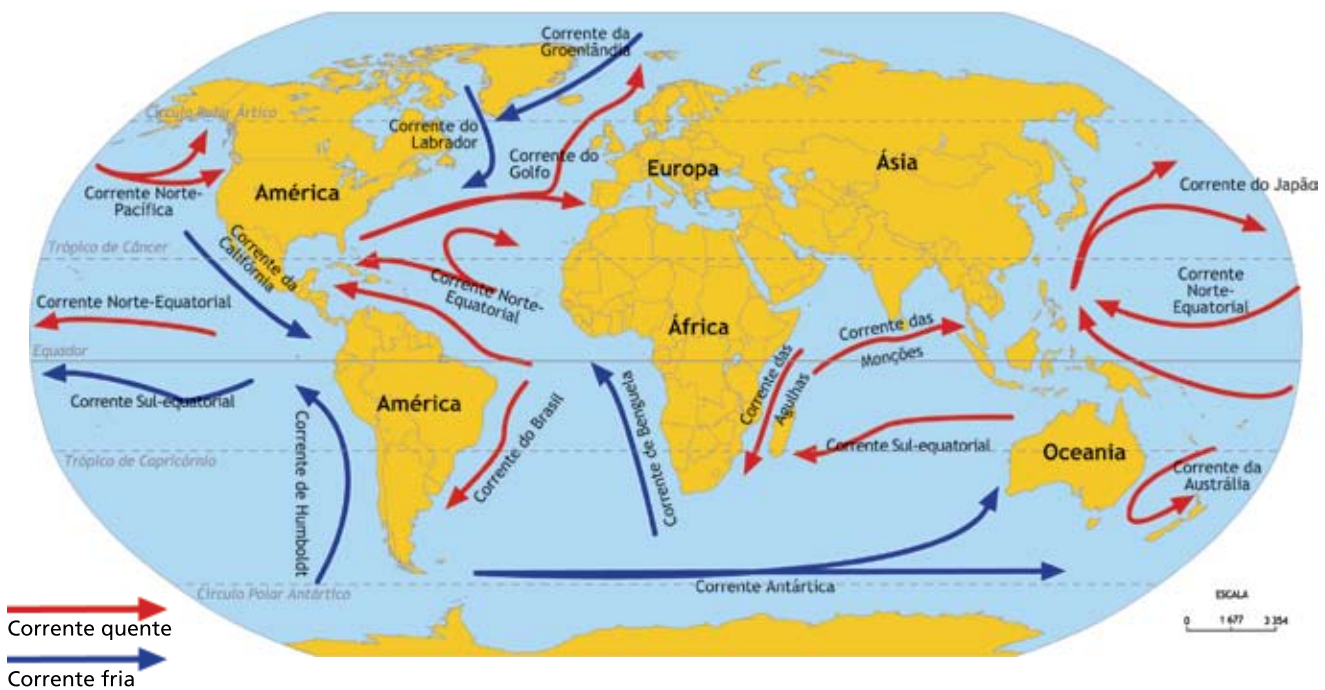 Corrente da
Groenlândia
Círculo Polar Ártico
Corrente do
Labrador
Corrente do
Golfo
Europa
Ásia
América
Corrente Norte-
Pacífica
Corrente do Japão
Trópico de Câncer
Corrente da
Califórnia
Corrente Norte-
Equatorial
Corrente
Norte-
Equatorial
Corrente Norte-Equatorial
África
Corrente das
Monções
Equador
Corrente Sul-equatorial
América
Corrente do Brasil
Corrente de Benguela
Corrente das
Agulhas
Corrente Sul-equatorial
Oceania
Corrente da
Austrália
Trópico de Capricórnio
Corrente de Humboldt
Corrente Antártica
Círculo Polar Antártico
ESCALA
0 1 677 3 354
Corrente quente
Corrente fria